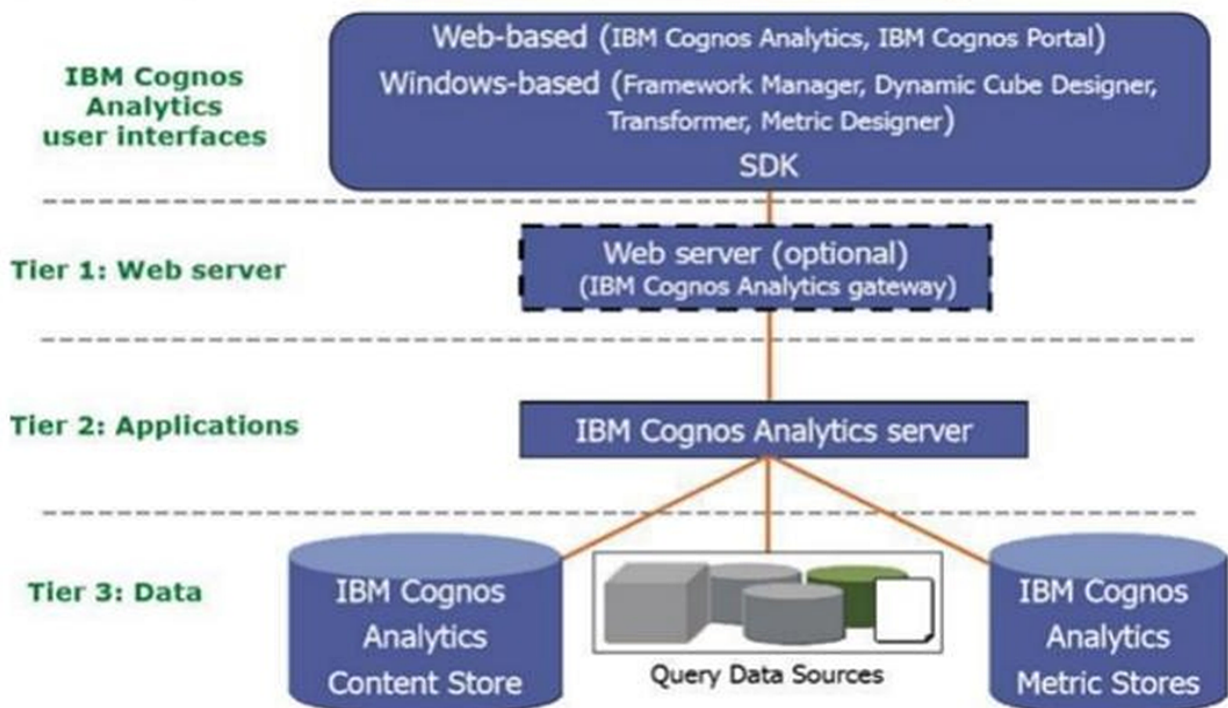 IBM Cognos
Analytics
user interfaces
Web-based (IBM Cognos Analytics, IBM Cognos Portal)
Windows-based (Framework Manager, Dynamic Cube Designer,
Transformer, Metric Designer)
SDK
Tier 1: Web server
Web server (optional)
(IBM Cognos Analytics gateway)
Tier 2: Applications
IBM Cognos Analytics server
Tier 3: Data
IBM Cognos
Analytics
Content Store
Query Data Sources
IBM Cognos
Analytics
Metric Stores